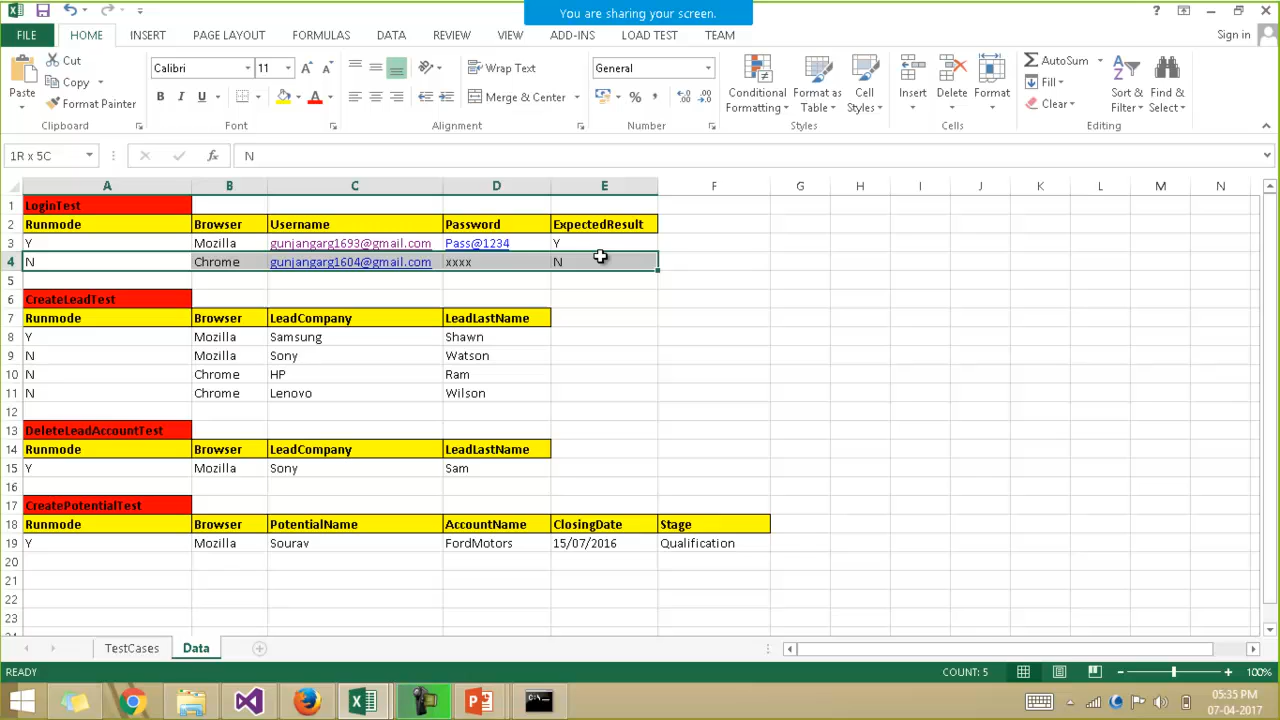 You are sharing your screen.
?
FILE
HOME
INSERT
PAGE LAYOUT
FORMULAS
DATA
REVIEW
VIEW
ADD-INS
LOAD TEST
TEAM
Sign in
Paste
Cut
Copy
Format Painter
Clipboard
Calibri
11
B I U
Font
Wrap Text
Merge & Center
Alignment
General
%
Number
Conditional Formatting
Format as Table
Cell Styles
Styles
Insert
Delete
Format
Cells
AutoSum
Fill
Clear
Sort & Filter
Find & Select
Editing
1R x 5C
fx
N
A B C D E F G H I J K L M N
1 LoginTest
2 Runmode Browser Username Password ExpectedResult
3 Y Mozilla gunjangarg1693@gmail.com Pass@1234 Y
4 N Chrome gunjangarg1604@gmail.com xxxx N
5
6 CreateLeadTest
7 Runmode Browser LeadCompany LeadLastName
8 Y Mozilla Samsung Shawn
9 N Mozilla Sony Watson
10 N Chrome HP Ram
11 N Chrome Lenovo Wilson
12
13 DeleteLeadAccountTest
14 Runmode Browser LeadCompany LeadLastName
15 Y Mozilla Sony Sam
16
17 CreatePotentialTest
18 Runmode Browser PotentialName AccountName ClosingDate Stage
19 Y Mozilla Sourav FordMotors 15/07/2016 Qualification
20
21
22
23
24
TestCases
Data
READY
COUNT: 5
100%
05:35 PM
07-04-2017